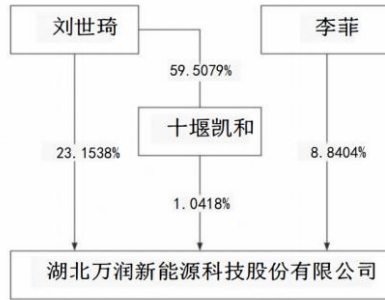 刘世琦
李菲
59.5079%
十堰凯和
23.1538%
8.8404%
1.0418%
湖北万润新能源科技股份有限公司